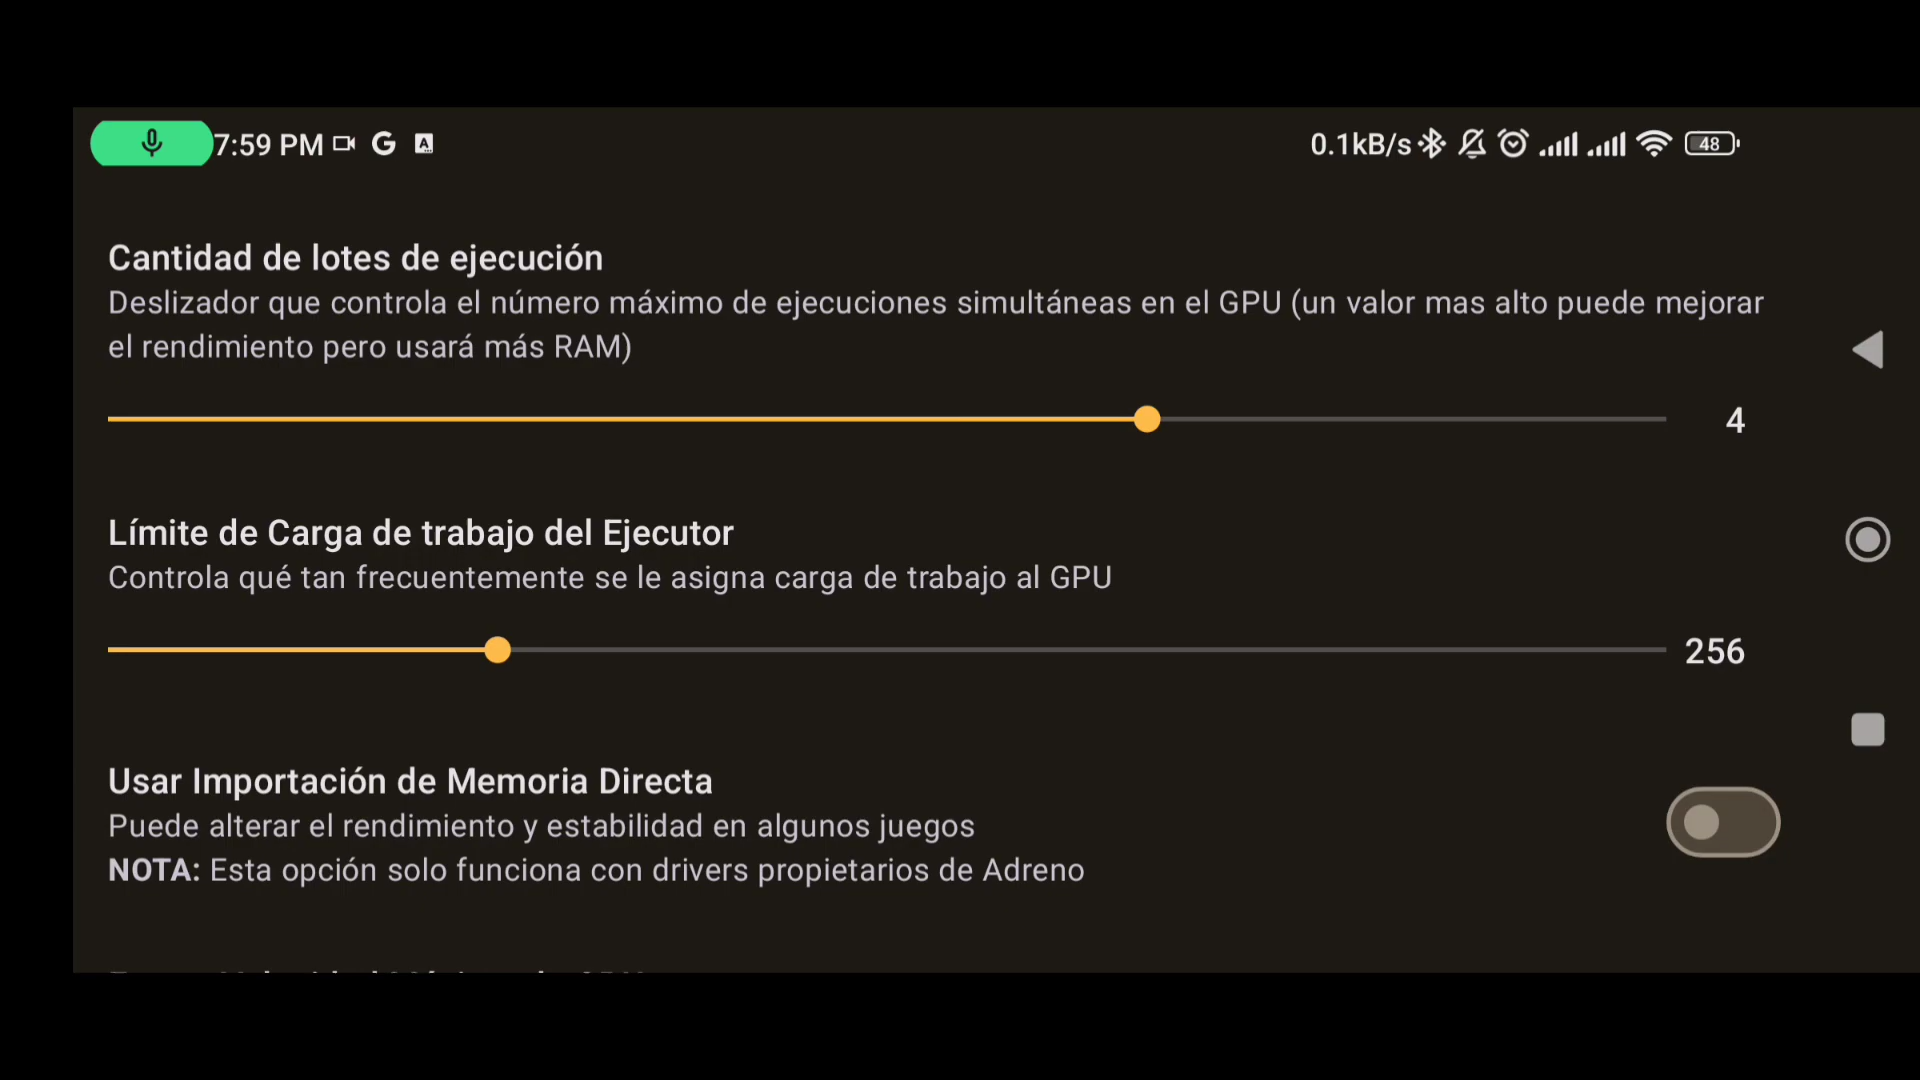 7:59 PM G A
0.1kB/s 48
Cantidad de lotes de ejecución
Deslizador que controla el número máximo de ejecuciones simultáneas en el GPU (un valor mas alto puede mejorar
el rendimiento pero usará más RAM)
4
Límite de Carga de trabajo del Ejecutor
Controla qué tan frecuentemente se le asigna carga de trabajo al GPU
256
Usar Importación de Memoria Directa
Puede alterar el rendimiento y estabilidad en algunos juegos
NOTA: Esta opción solo funciona con drivers propietarios de Adreno